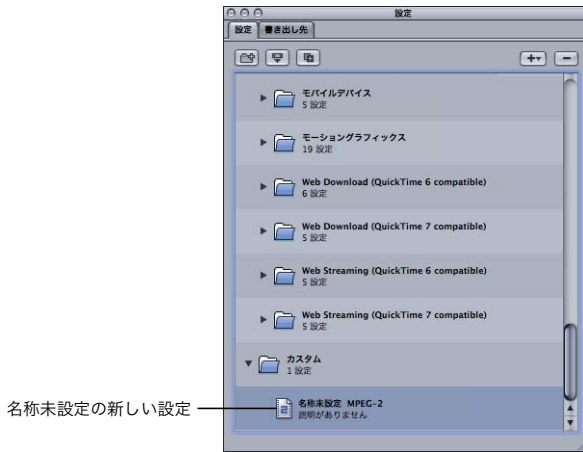 設定
設定 書き出し先
モバイルデバイス
5 設定
モーショングラフィックス
19 設定
Web Download (QuickTime 6 compatible)
6 設定
Web Download (QuickTime 7 compatible)
5 設定
Web Streaming (QuickTime 6 compatible)
5 設定
Web Streaming (QuickTime 7 compatible)
5 設定
カスタム
1 設定
名称未設定の新しい設定
名称未設定 MPEG-2
説明がありません